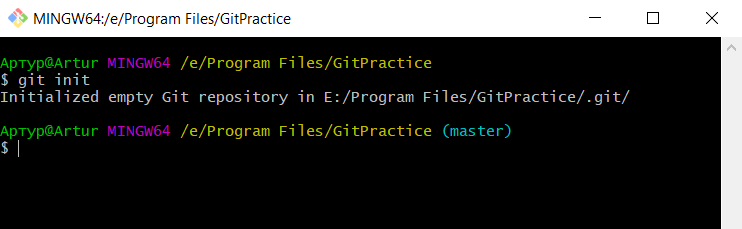 MINGW64:/e/Program Files/GitPractice
Артур@Artur MINGW64 /e/Program Files/GitPractice
$ git init
Initialized empty Git repository in E:/Program Files/GitPractice/.git/
Артур@Artur MINGW64 /e/Program Files/GitPractice (master)
$